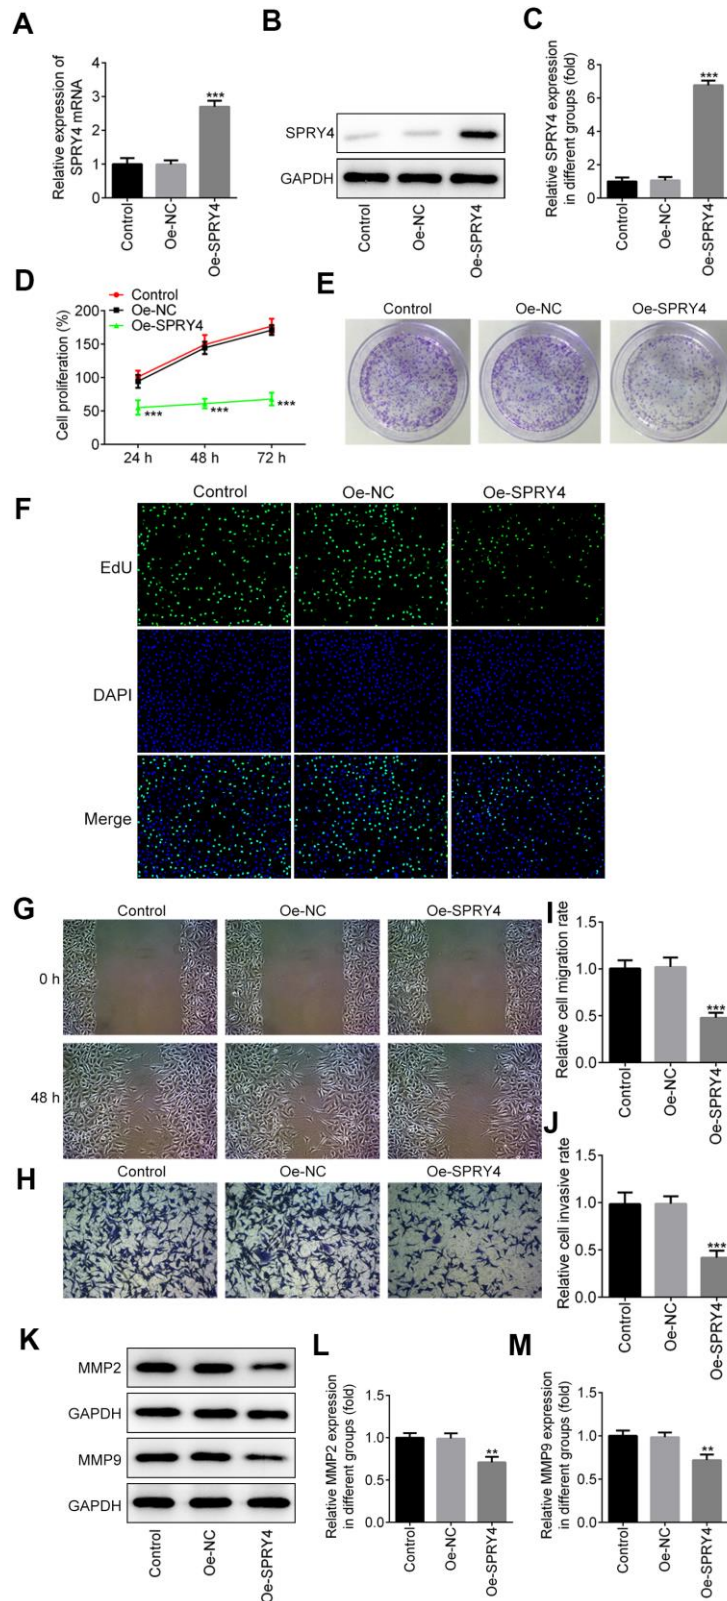 A
Relative expression of
SPRY4 mRNA
4
3
2
1
0
***
Control
Oe-NC
Oe-SPRY4
B
SPRY4
GAPDH
Control
Oe-NC
Oe-SPRY4
C
Relative SPRY4 expression
in different groups (fold)
8
6
4
2
0
***
Control
Oe-NC
Oe-SPRY4
D
Control
Oe-NC
Oe-SPRY4
Cell proliferation (%)
200
150
100
50
0
*** *** ***
24 h 48 h 72 h
E
Control Oe-NC Oe-SPRY4
F
Control Oe-NC Oe-SPRY4
EdU
DAPI
Merge
G
Control Oe-NC Oe-SPRY4
0 h
48 h
H
Control Oe-NC Oe-SPRY4
I
Relative cell migration rate
1.5
1.0
0.5
0.0
***
Control
Oe-NC
Oe-SPRY4
J
Relative cell invasive rate
1.5
1.0
0.5
0.0
***
Control
Oe-NC
Oe-SPRY4
K
MMP2
GAPDH
MMP9
GAPDH
Control
Oe-NC
Oe-SPRY4
L
Relative MMP2 expression
in different groups (fold)
1.5
1.0
0.5
0.0
**
Control
Oe-NC
Oe-SPRY4
M
Relative MMP9 expression
in different groups (fold)
1.5
1.0
0.5
0.0
**
Control
Oe-NC
Oe-SPRY4